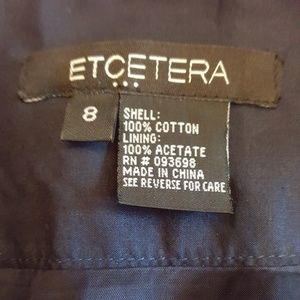 ETCETERA
8
SHELL:
100% COTTON
LINING:
100% ACETATE
RN # 093698
MADE IN CHINA
SEE REVERSE FOR CARE